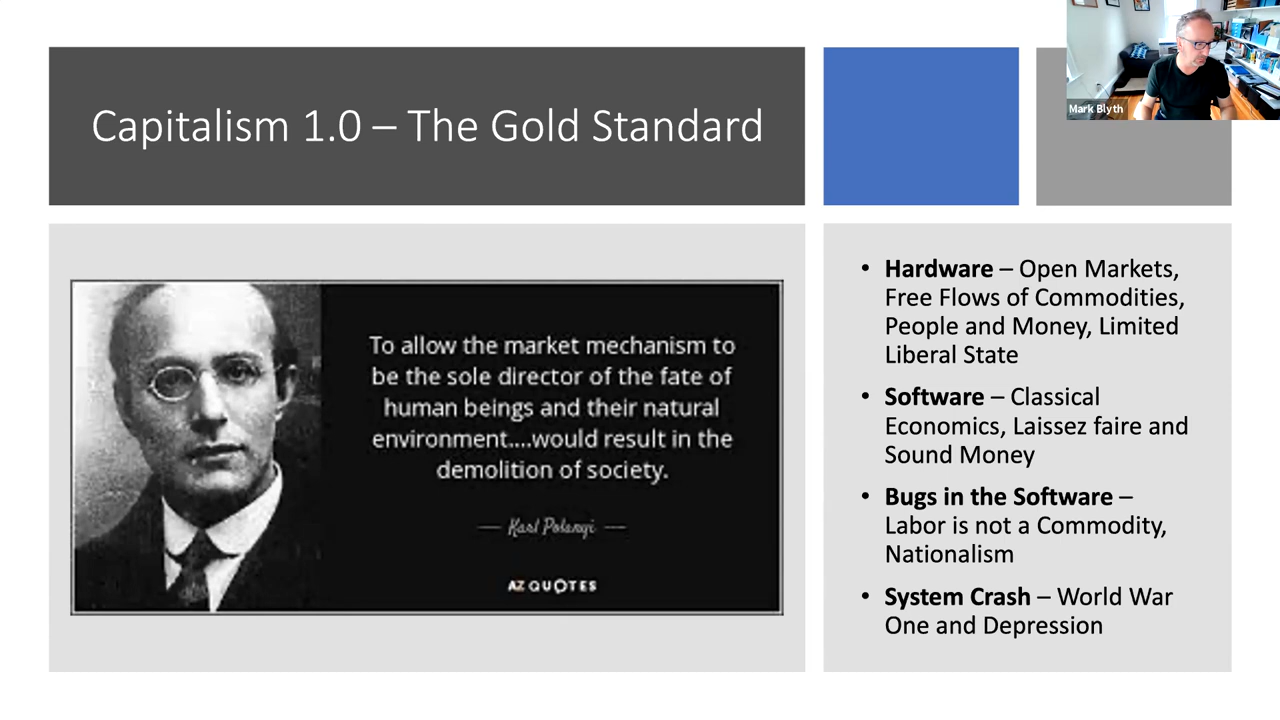 Mark Blyth
Capitalism 1.0 – The Gold Standard
To allow the market mechanism to
be the sole director of the fate of
human beings and their natural
environment....would result in the
demolition of society.
— Karl Polanyi —
AZ QUOTES
• Hardware – Open Markets,
Free Flows of Commodities,
People and Money, Limited
Liberal State
• Software – Classical
Economics, Laissez faire and
Sound Money
• Bugs in the Software –
Labor is not a Commodity,
Nationalism
• System Crash – World War
One and Depression